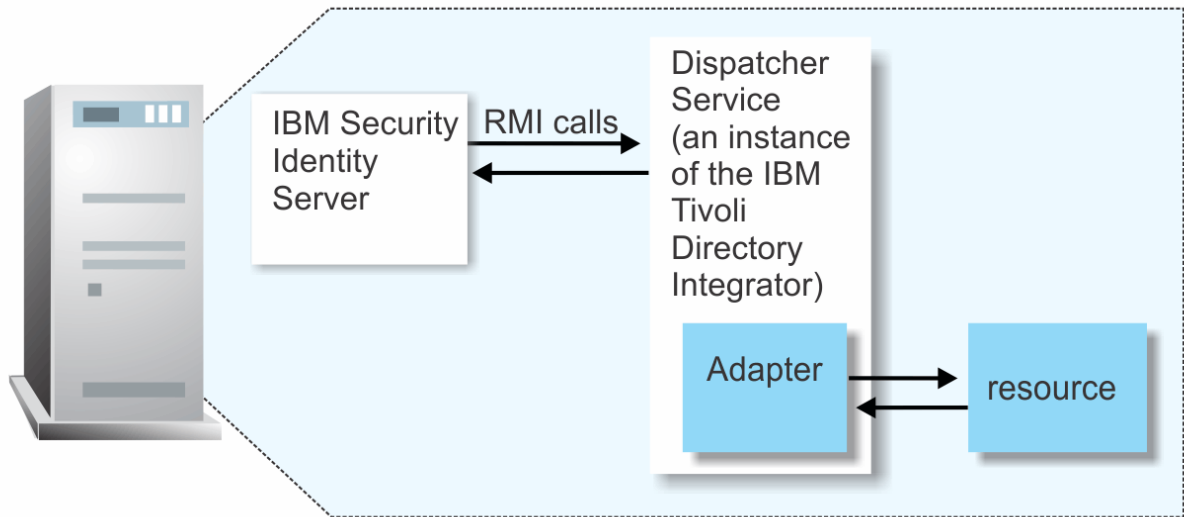 IBM Security
Identity
Server
RMI calls
Dispatcher
Service
(an instance
of the IBM
Tivoli
Directory
Integrator)
Adapter
resource